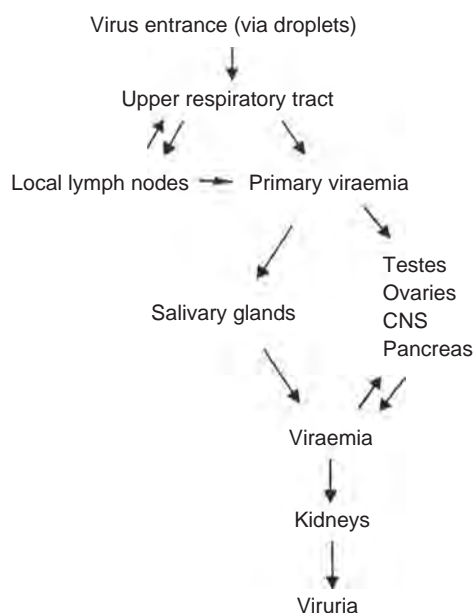 Virus entrance (via droplets)
Upper respiratory tract
Local lymph nodes
Primary viraemia
Salivary glands
Testes
Ovaries
CNS
Pancreas
Viraemia
Kidneys
Viruria